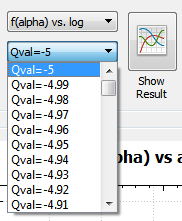 f(alpha) vs. log
Qval=-5
Qval=-5
Qval=-4.99
Qval=-4.98
Qval=-4.97
Qval=-4.96
Qval=-4.95
Qval=-4.94
Qval=-4.93
Qval=-4.92
Qval=-4.91
Show
Result
ha) vs a